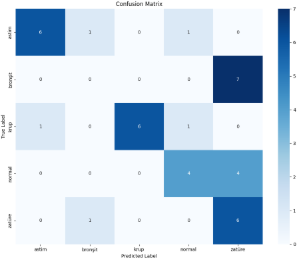 Confusion Matrix
7
astim 6 1 0 1 0
6
bronşit 0 0 0 0 7
5
4
True Label
krup 1 0 6 1 0
3
normal 0 0 0 4 4
2
zatüre 0 1 0 0 6
1
0
astim bronşit krup normal zatüre
Predicted Label